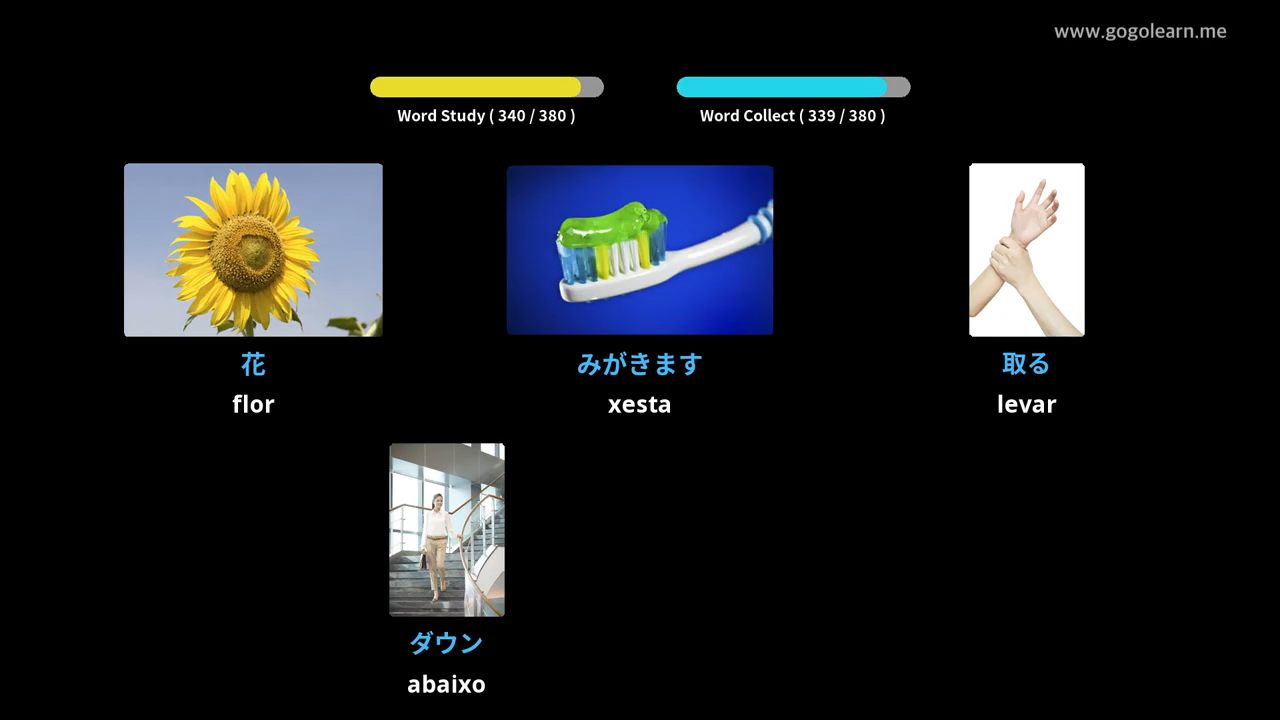 www.gogolearn.me
Word Study ( 340 / 380 )
Word Collect ( 339 / 380 )
花
flor
みがきます
xesta
取る
levar
ダウン
abaixo